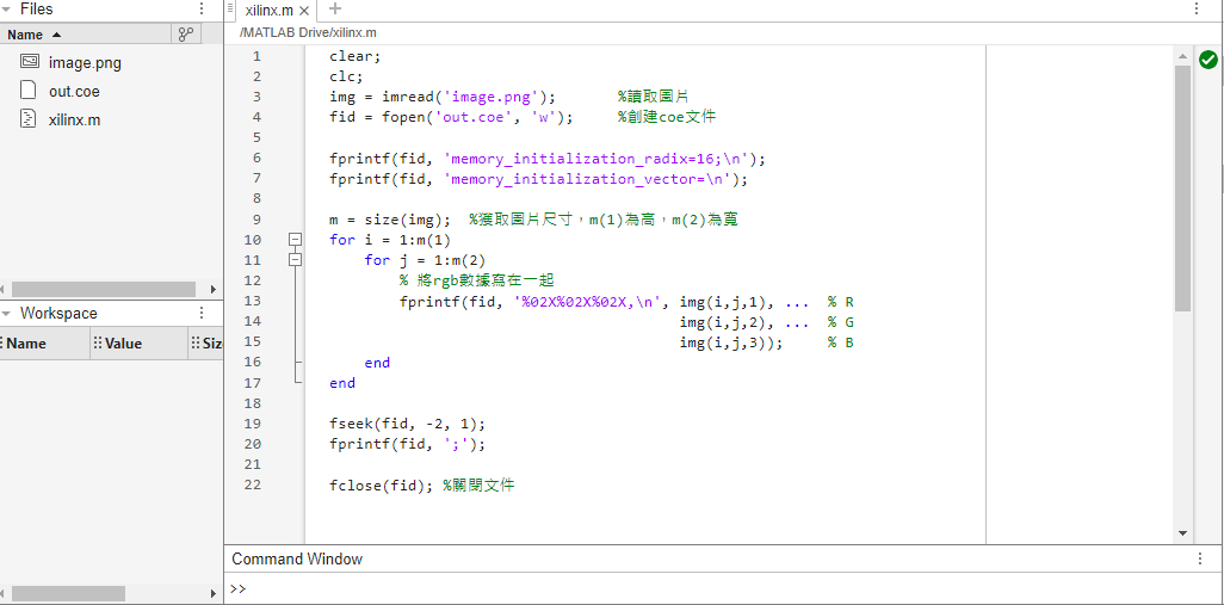 Files
Name
image.png
out.coe
xilinx.m
Workspace
Name
Value
Siz
xilinx.m × +
/MATLAB Drive/xilinx.m
1 clear;
2 clc;
3 img = imread('image.png'); %讀取圖片
4 fid = fopen('out.coe', 'w'); %創建coe文件
5
6 fprintf(fid, 'memory_initialization_radix=16;\n');
7 fprintf(fid, 'memory_initialization_vector=\n');
8
9 m = size(img); %獲取圖片尺寸，m(1)為高，m(2)為寬
10 for i = 1:m(1)
11 for j = 1:m(2)
12 % 將rgb數據寫在一起
13 fprintf(fid, '%02X%02X%02X,\n', img(i,j,1), ... % R
14 img(i,j,2), ... % G
15 img(i,j,3)); % B
16 end
17 end
18
19 fseek(fid, -2, 1);
20 fprintf(fid, ';');
21
22 fclose(fid); %關閉文件
Command Window
>>